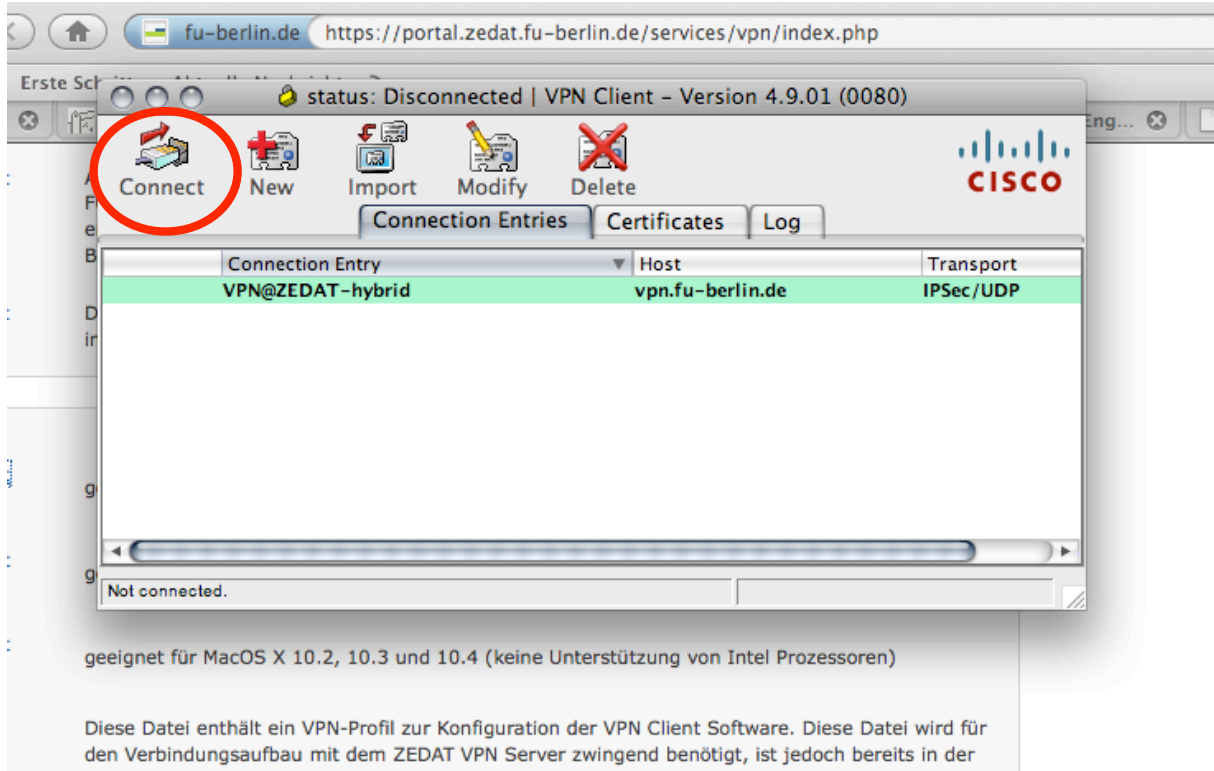 fu-berlin.de https://portal.zedat.fu-berlin.de/services/vpn/index.php
Erste
status: Disconnected | VPN Client – Version 4.9.01 (0080)
Eng...
Connect New Import Modify Delete
CISCO
Connection Entries Certificates Log
Connection Entry Host Transport
VPN@ZEDAT-hybrid vpn.fu-berlin.de IPSec/UDP
Not connected.
geeignet für MacOS X 10.2, 10.3 und 10.4 (keine Unterstützung von Intel Prozessoren)
Diese Datei enthält ein VPN-Profil zur Konfiguration der VPN Client Software. Diese Datei wird für
den Verbindungsaufbau mit dem ZEDAT VPN Server zwingend benötigt, ist jedoch bereits in der